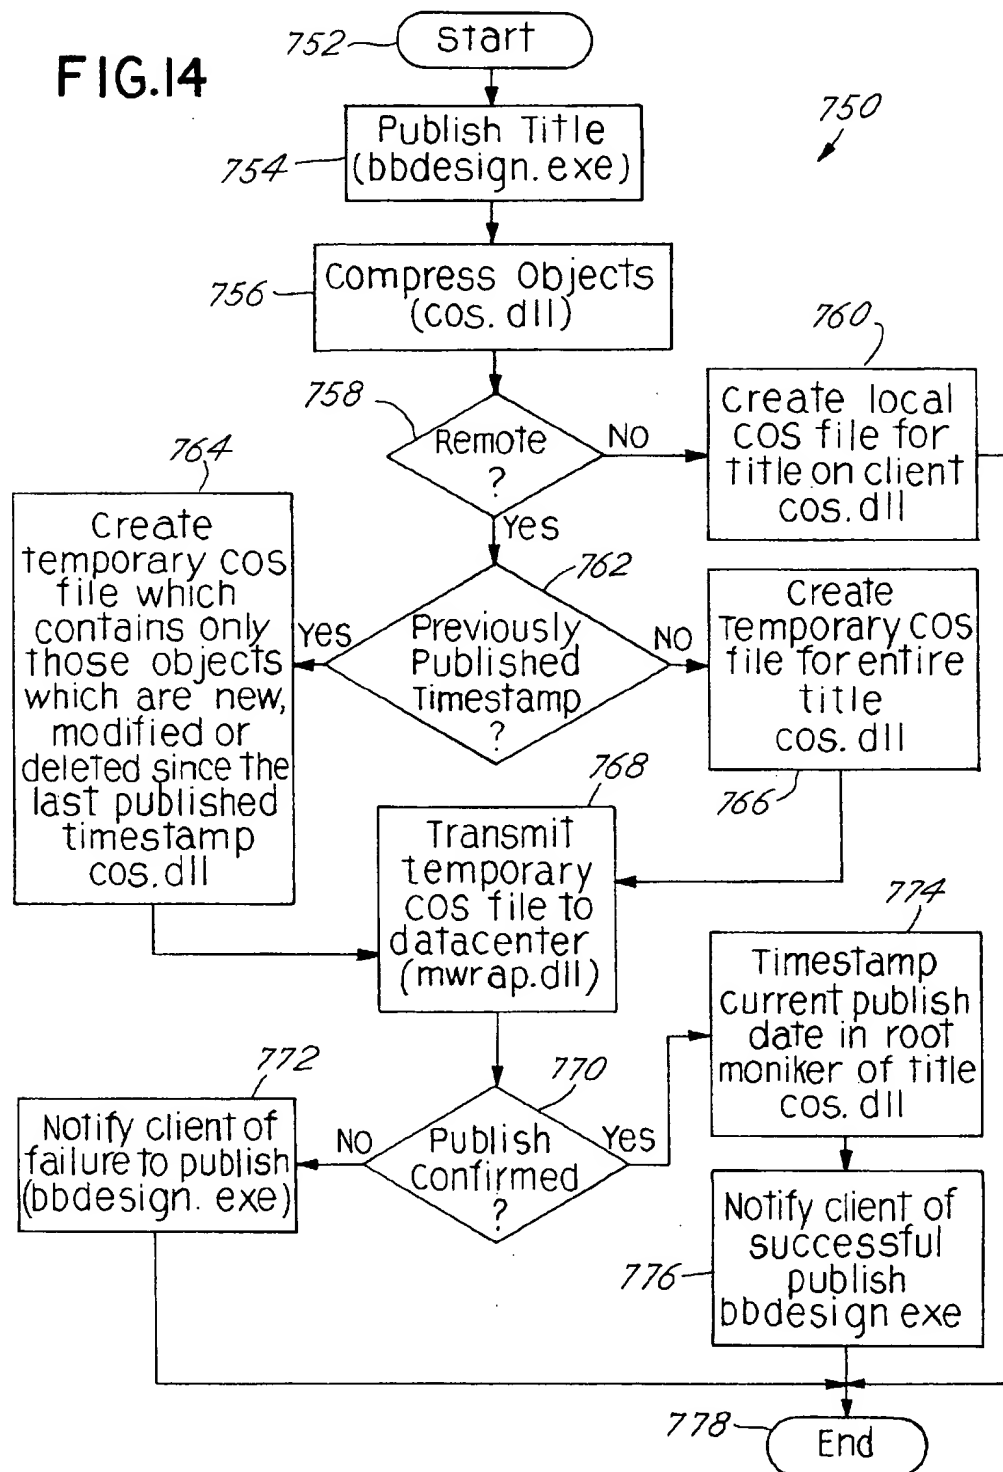 FIG.14
752
Start
750
754
Publish Title
(bbdesign.exe)
756
Compress Objects
(cos.dll)
758
Remote
?
NO
Yes
760
Create local
COS file for
title on client
cos.dll
764
Create
temporary COS
file which
contains only
those objects
which are new,
modified or
deleted since the
last published
timestamp
cos.dll
762
Previously
Published
Timestamp
?
Yes
NO
Create
Temporary COS
file for entire
title
cos.dll
766
768
Transmit
temporary
COS file to
datacenter
(mwrap.dll)
774
Timestamp
current publish
date in root
moniker of title
cos.dll
772
Notify client of
failure to publish
(bbdesign.exe)
770
Publish
Confirmed
?
NO
Yes
776
Notify client of
successful
publish
bbdesign exe
778
End